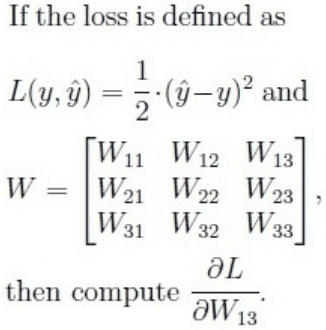 If the loss is defined as
L(y, ŷ) = 1/2 · (ŷ−y)² and
W = [W₁₁ W₁₂ W₁₃
W₂₁ W₂₂ W₂₃
W₃₁ W₃₂ W₃₃],
then compute ∂L/∂W₁₃.